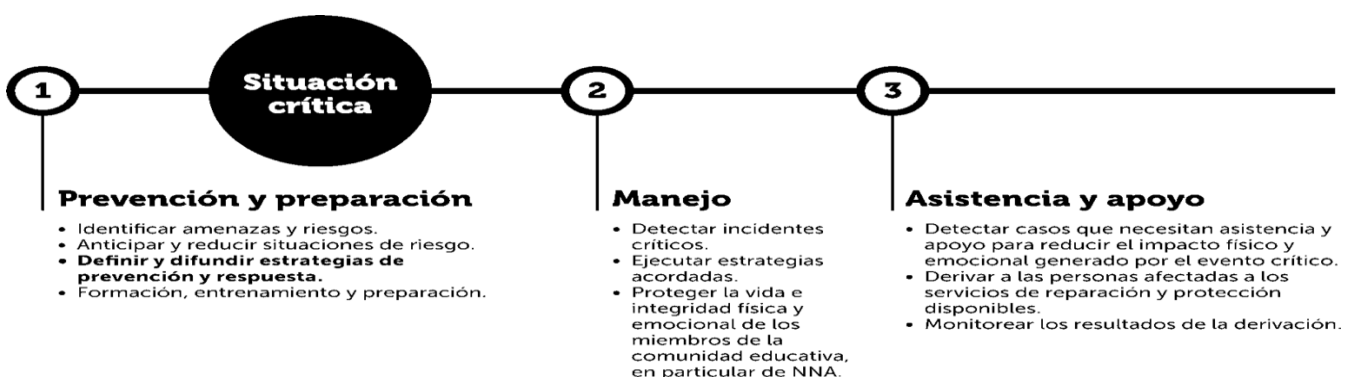 1
Situación
crítica
2
3
Prevención y preparación
• Identificar amenazas y riesgos.
• Anticipar y reducir situaciones de riesgo.
• Definir y difundir estrategias de
prevención y respuesta.
• Formación, entrenamiento y preparación.
Manejo
• Detectar incidentes
críticos.
• Ejecutar estrategias
acordadas.
• Proteger la vida e
integridad física y
emocional de los
miembros de la
comunidad educativa,
en particular de NNA.
Asistencia y apoyo
• Detectar casos que necesitan asistencia y
apoyo para reducir el impacto físico y
emocional generado por el evento crítico.
• Derivar a las personas afectadas a los
servicios de reparación y protección
disponibles.
• Monitorear los resultados de la derivación.